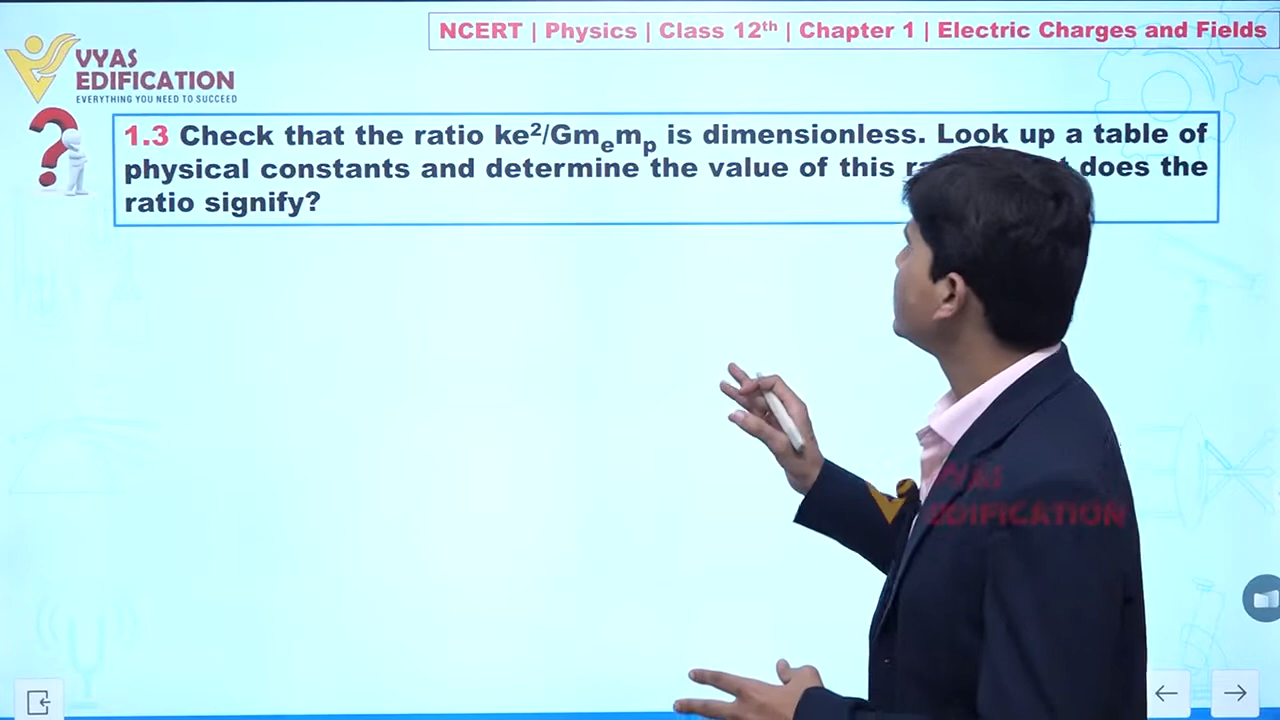 NCERT | Physics | Class 12th | Chapter 1 | Electric Charges and Fields
VYAS
EDIFICATION
EVERYTHING YOU NEED TO SUCCEED
1.3 Check that the ratio ke²/Gmₑmₚ is dimensionless. Look up a table of
physical constants and determine the value of this does the
ratio signify?
VYAS
EDIFICATION